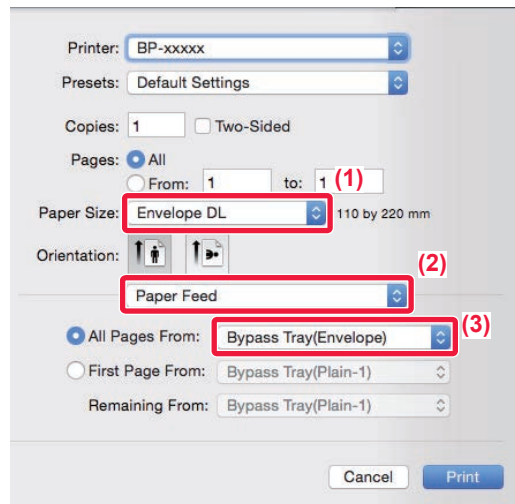 Printer: BP-xxxxx
Presets: Default Settings
Copies: 1 Two-Sided
Pages: All
From: 1 to: 1 (1)
Paper Size: Envelope DL 110 by 220 mm
Orientation:
(2)
Paper Feed
All Pages From: Bypass Tray(Envelope) (3)
First Page From: Bypass Tray(Plain-1)
Remaining From: Bypass Tray(Plain-1)
Cancel Print